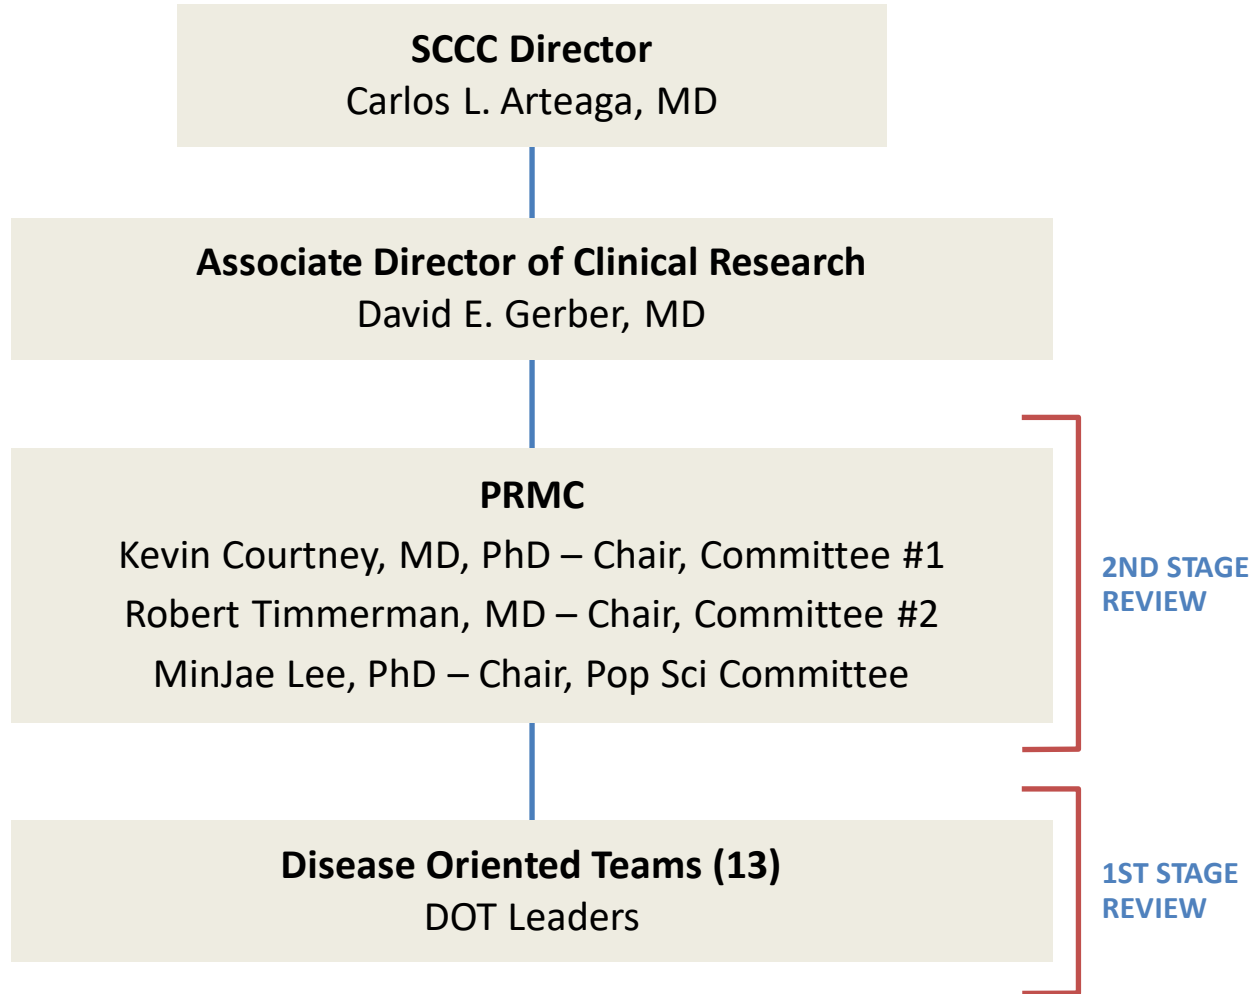 SCCC Director
Carlos L. Arteaga, MD
Associate Director of Clinical Research
David E. Gerber, MD
PRMC
Kevin Courtney, MD, PhD – Chair, Committee #1
Robert Timmerman, MD – Chair, Committee #2
MinJae Lee, PhD – Chair, Pop Sci Committee
2ND STAGE
REVIEW
Disease Oriented Teams (13)
DOT Leaders
1ST STAGE
REVIEW